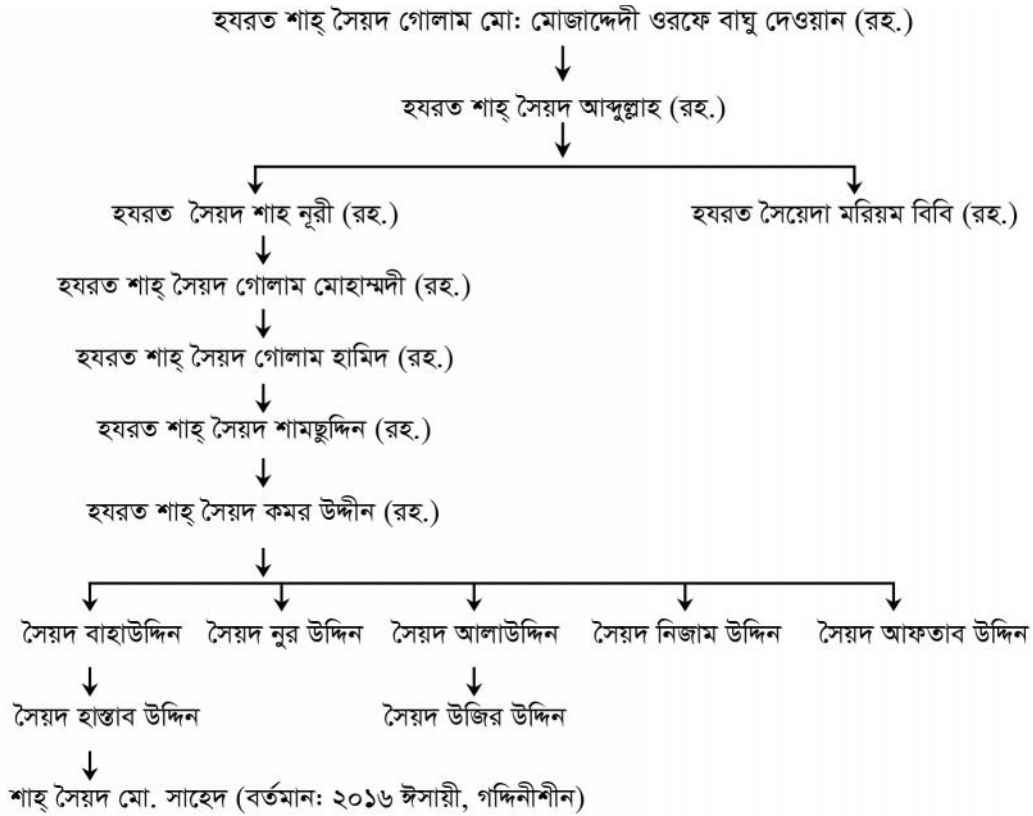 হযরত শাহ্ সৈয়দ গোলাম মো: মোজাদ্দেদী ওরফে বাঘু দেওয়ান (রহ.)
হযরত শাহ্ সৈয়দ আব্দুল্লাহ (রহ.)
হযরত সৈয়দ শাহ নূরী (রহ.) হযরত সৈয়েদা মরিয়ম বিবি (রহ.)
হযরত শাহ্ সৈয়দ গোলাম মোহাম্মদী (রহ.)
হযরত শাহ্ সৈয়দ গোলাম হামিদ (রহ.)
হযরত শাহ্ সৈয়দ শামছুদ্দিন (রহ.)
হযরত শাহ্ সৈয়দ কমর উদ্দীন (রহ.)
সৈয়দ বাহাউদ্দিন সৈয়দ নুর উদ্দিন সৈয়দ আলাউদ্দিন সৈয়দ নিজাম উদ্দিন সৈয়দ আফতাব উদ্দিন
সৈয়দ হাস্তাব উদ্দিন সৈয়দ উজির উদ্দিন
শাহ্ সৈয়দ মো. সাহেদ (বর্তমান: ২০১৬ ঈসায়ী, গদ্দিনীশীন)